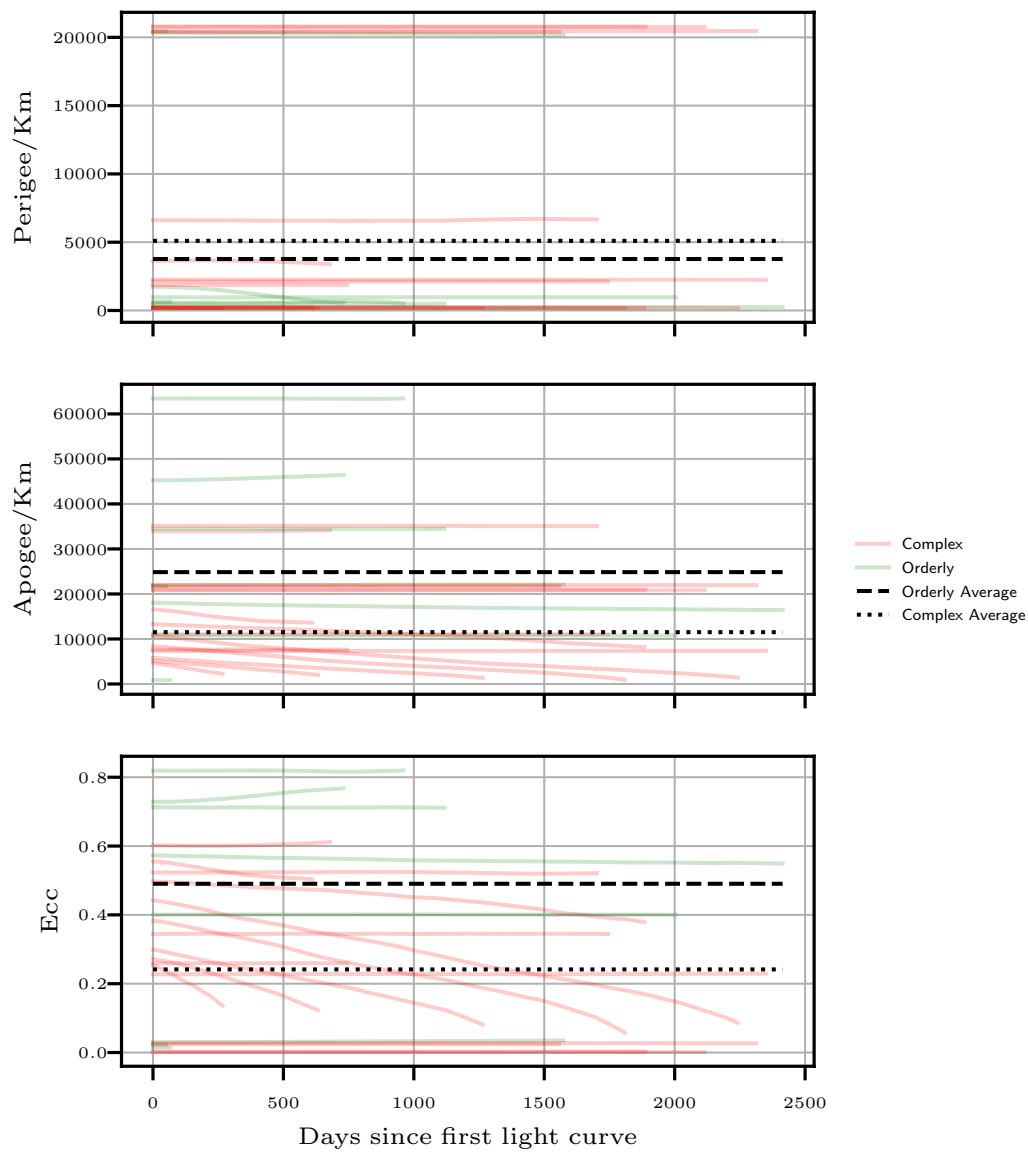 20000
15000
10000
5000
0
Perigee/Km
60000
50000
40000
30000
20000
10000
0
Apogee/Km
Complex
Orderly
Orderly Average
Complex Average
0.8
0.6
0.4
0.2
0.0
Ecc
0 500 1000 1500 2000 2500
Days since first light curve